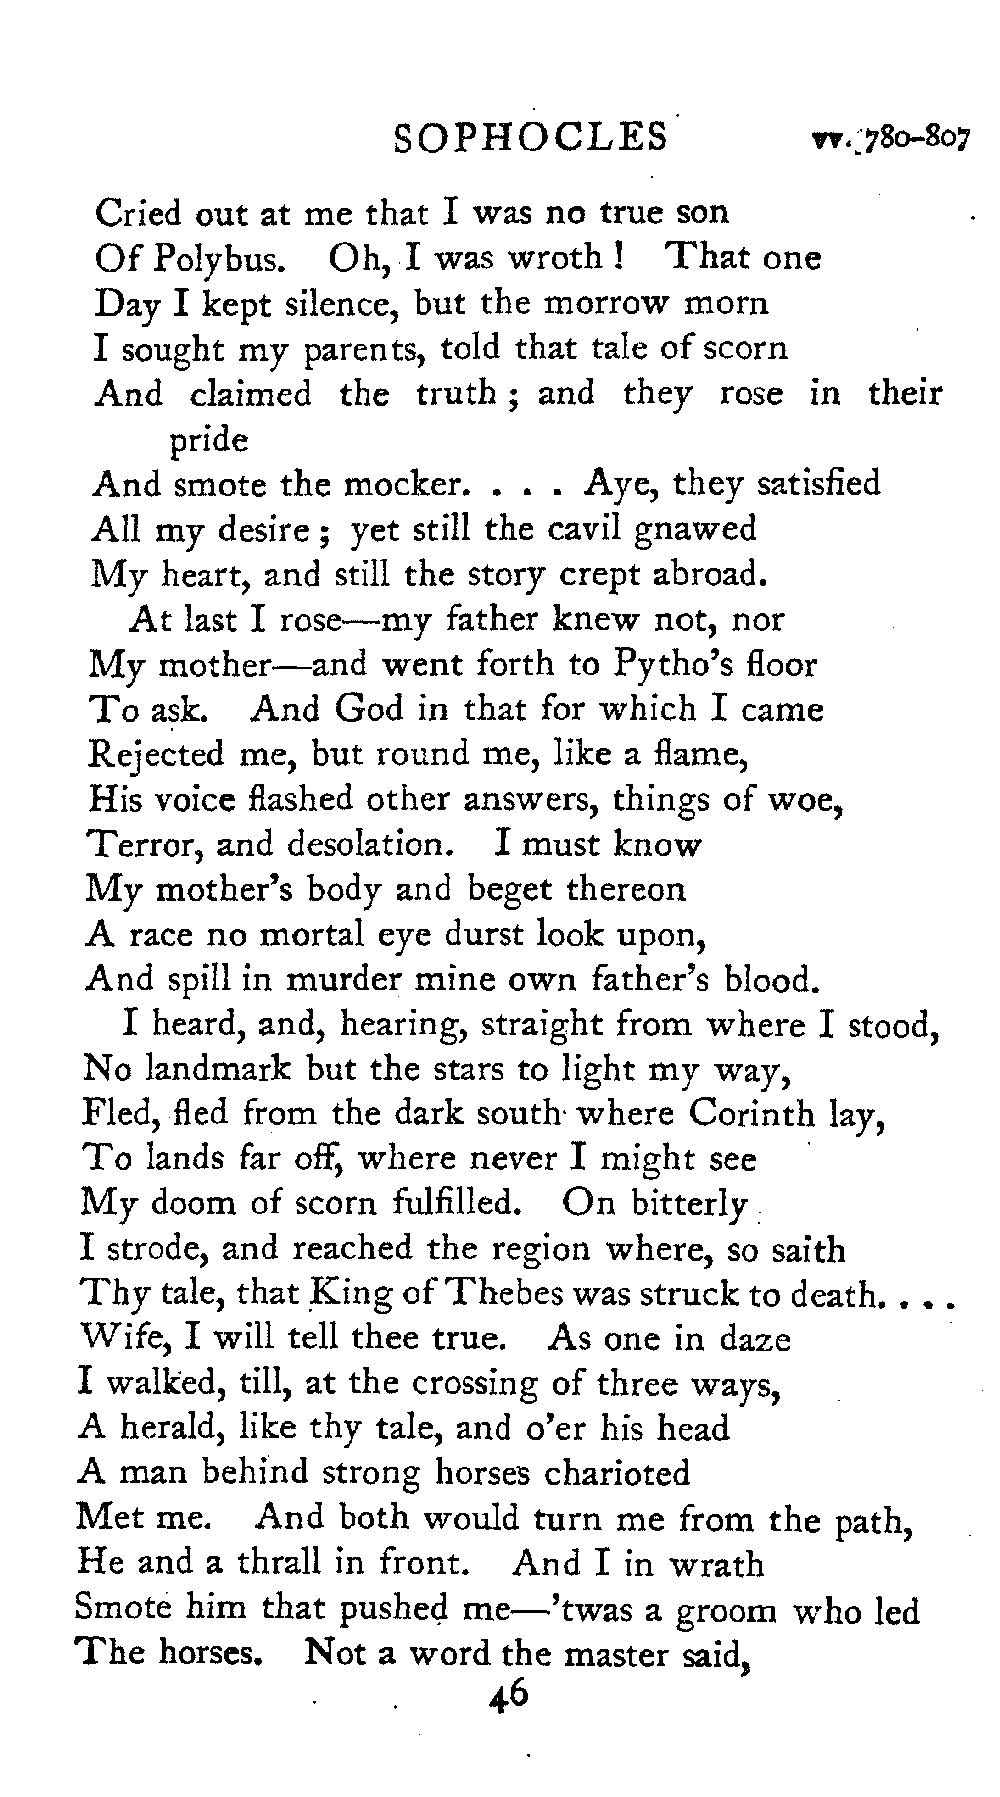 SOPHOCLES vv. 780-807
Cried out at me that I was no true son
Of Polybus. Oh, I was wroth ! That one
Day I kept silence, but the morrow morn
I sought my parents, told that tale of scorn
And claimed the truth ; and they rose in their
pride
And smote the mocker. . . . Aye, they satisfied
All my desire ; yet still the cavil gnawed
My heart, and still the story crept abroad.
At last I rose—my father knew not, nor
My mother—and went forth to Pytho's floor
To ask. And God in that for which I came
Rejected me, but round me, like a flame,
His voice flashed other answers, things of woe,
Terror, and desolation. I must know
My mother's body and beget thereon
A race no mortal eye durst look upon,
And spill in murder mine own father's blood.
I heard, and, hearing, straight from where I stood,
No landmark but the stars to light my way,
Fled, fled from the dark south where Corinth lay,
To lands far off, where never I might see
My doom of scorn fulfilled. On bitterly
I strode, and reached the region where, so saith
Thy tale, that King of Thebes was struck to death. . . .
Wife, I will tell thee true. As one in daze
I walked, till, at the crossing of three ways,
A herald, like thy tale, and o'er his head
A man behind strong horses charioted
Met me. And both would turn me from the path,
He and a thrall in front. And I in wrath
Smote him that pushed me—'twas a groom who led
The horses. Not a word the master said,
46